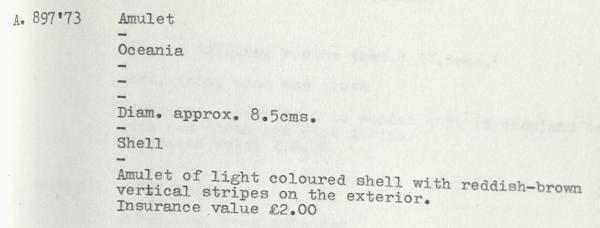 A. 897'73 Amulet
-
Oceania
-
-
-
Diam. approx. 8.5cms.
-
Shell
-
Amulet of light coloured shell with reddish-brown
vertical stripes on the exterior.
Insurance value £2.00